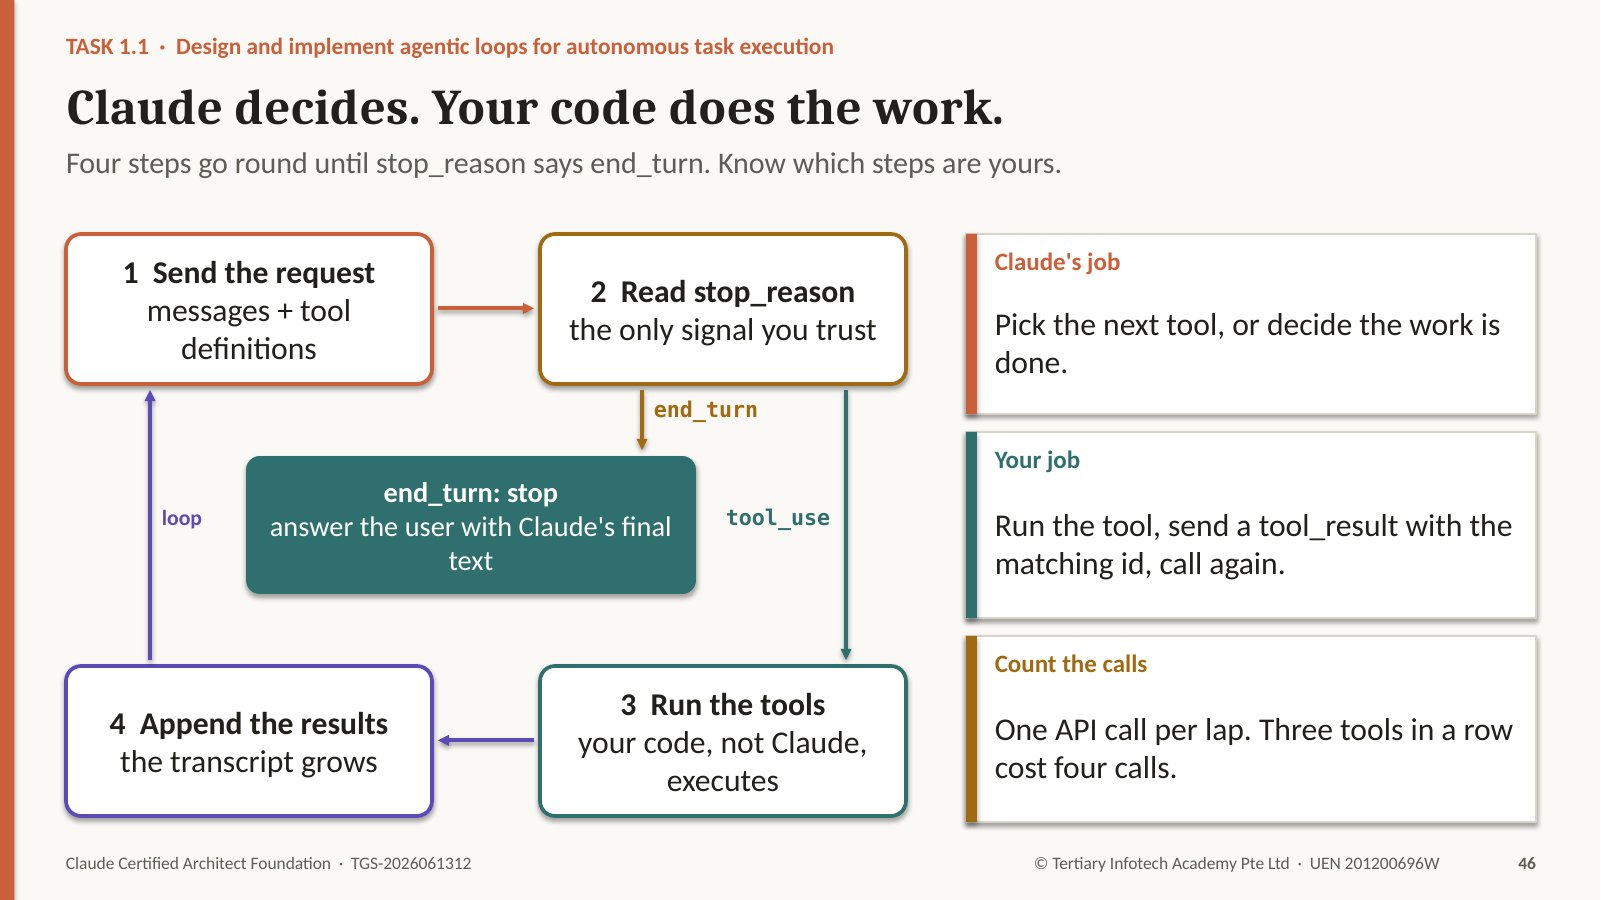 TASK 1.1 · Design and implement agentic loops for autonomous task execution
Claude decides. Your code does the work.
Four steps go round until stop_reason says end_turn. Know which steps are yours.
1 Send the request
messages + tool
definitions
2 Read stop_reason
the only signal you trust
end_turn
end_turn: stop
answer the user with Claude's final
text
loop
tool_use
4 Append the results
the transcript grows
3 Run the tools
your code, not Claude,
executes
Claude's job
Pick the next tool, or decide the work is
done.
Your job
Run the tool, send a tool_result with the
matching id, call again.
Count the calls
One API call per lap. Three tools in a row
cost four calls.
Claude Certified Architect Foundation · TGS-2026061312
© Tertiary Infotech Academy Pte Ltd · UEN 201200696W
46